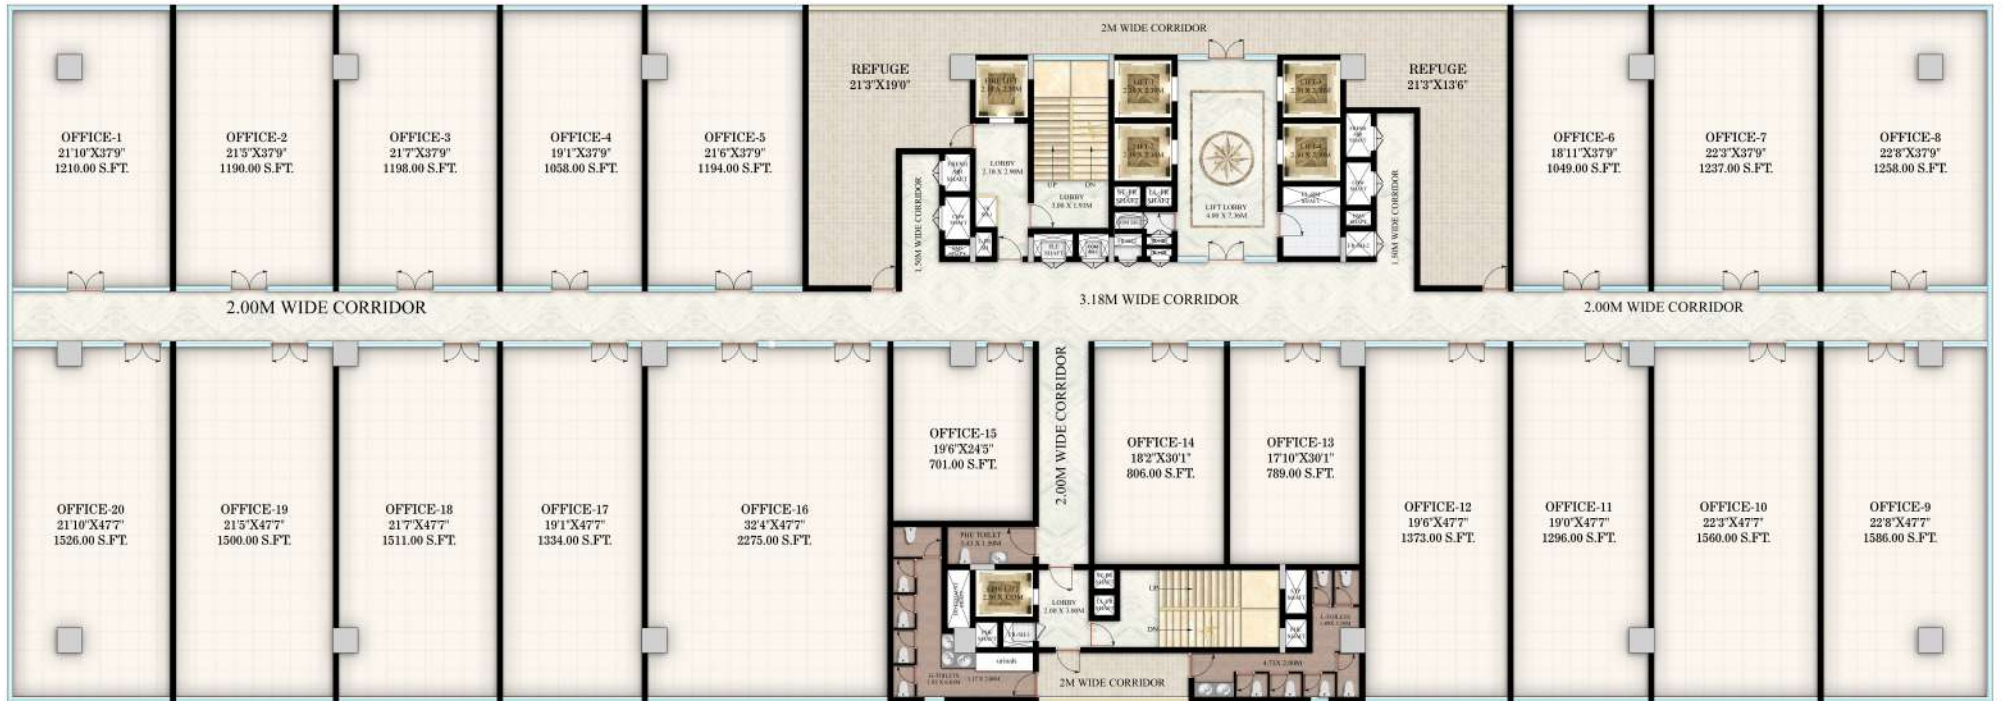 2M WIDE CORRIDOR
REFUGE
21'3"X19'0"
REFUGE
21'3"X13'6"
OFFICE-1
21'10"X37'9"
1210.00 S.FT.
OFFICE-2
21'5"X37'9"
1190.00 S.FT.
OFFICE-3
21'7"X37'9"
1198.00 S.FT.
OFFICE-4
19'1"X37'9"
1058.00 S.FT.
OFFICE-5
21'6"X37'9"
1194.00 S.FT.
OFFICE-6
18'11"X37'9"
1049.00 S.FT.
OFFICE-7
22'3"X37'9"
1237.00 S.FT.
OFFICE-8
22'8"X37'9"
1258.00 S.FT.
LOBBY
UP
DN
LOBBY
LIFT LOBBY
1.50M WIDE CORRIDOR
1.50M WIDE CORRIDOR
2.00M WIDE CORRIDOR
3.18M WIDE CORRIDOR
2.00M WIDE CORRIDOR
2.00M WIDE CORRIDOR
OFFICE-20
21'10"X47'7"
1526.00 S.FT.
OFFICE-19
21'5"X47'7"
1500.00 S.FT.
OFFICE-18
21'7"X47'7"
1511.00 S.FT.
OFFICE-17
19'1"X47'7"
1334.00 S.FT.
OFFICE-16
32'4"X47'7"
2275.00 S.FT.
OFFICE-15
19'6"X24'5"
701.00 S.FT.
OFFICE-14
18'2"X30'1"
806.00 S.FT.
OFFICE-13
17'10"X30'1"
789.00 S.FT.
OFFICE-12
19'6"X47'7"
1373.00 S.FT.
OFFICE-11
19'0"X47'7"
1296.00 S.FT.
OFFICE-10
22'3"X47'7"
1560.00 S.FT.
OFFICE-9
22'8"X47'7"
1586.00 S.FT.
LOBBY
UP
DN
2M WIDE CORRIDOR